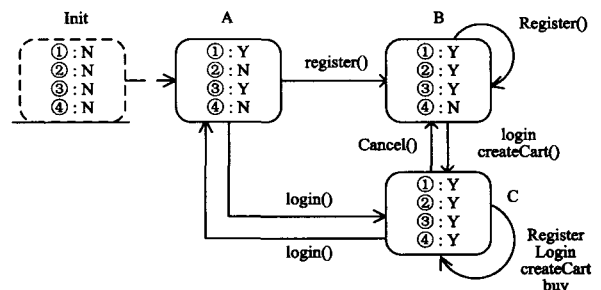 Init
① : N
② : N
③ : N
④ : N
A
① : Y
② : N
③ : Y
④ : N
register()
B
① : Y
② : Y
③ : Y
④ : N
Register()
Cancel()
login
createCart()
login()
login()
C
① : Y
② : Y
③ : Y
④ : Y
Register
Login
createCart
buy